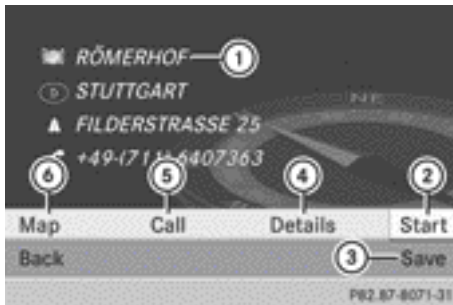 RÖMERHOF 1
D STUTTGART
NE
FILDERSTRASSE 25
+49-(711) 6407363
6 5 4 2
Map Call Details Start
Back 3 Save
P82.87-8071-31